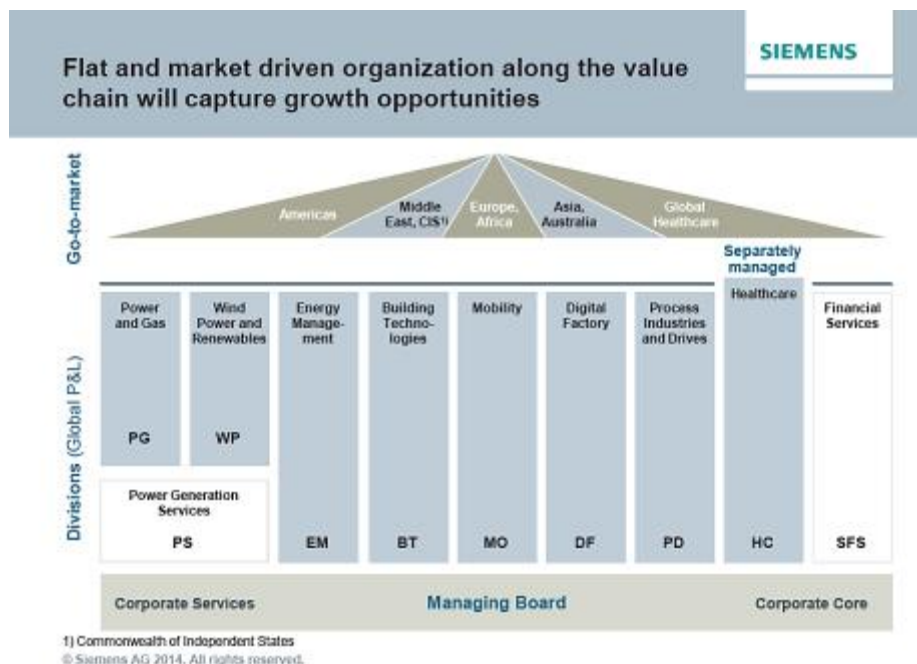 SIEMENS
Flat and market driven organization along the value
chain will capture growth opportunities
Go-to-market
Americas
Middle
East, CIS1)
Europe,
Africa
Asia,
Australia
Global
Healthcare
Separately
managed
Divisions (Global P&L)
Power
and Gas
PG
Wind
Power and
Renewables
WP
Power Generation
Services
PS
Energy
Manage-
ment
EM
Building
Techno-
logies
BT
Mobility
MO
Digital
Factory
DF
Process
Industries
and Drives
PD
Healthcare
HC
Financial
Services
SFS
Corporate Services
Managing Board
Corporate Core
1) Commonwealth of Independent States
© Siemens AG 2014. All rights reserved.